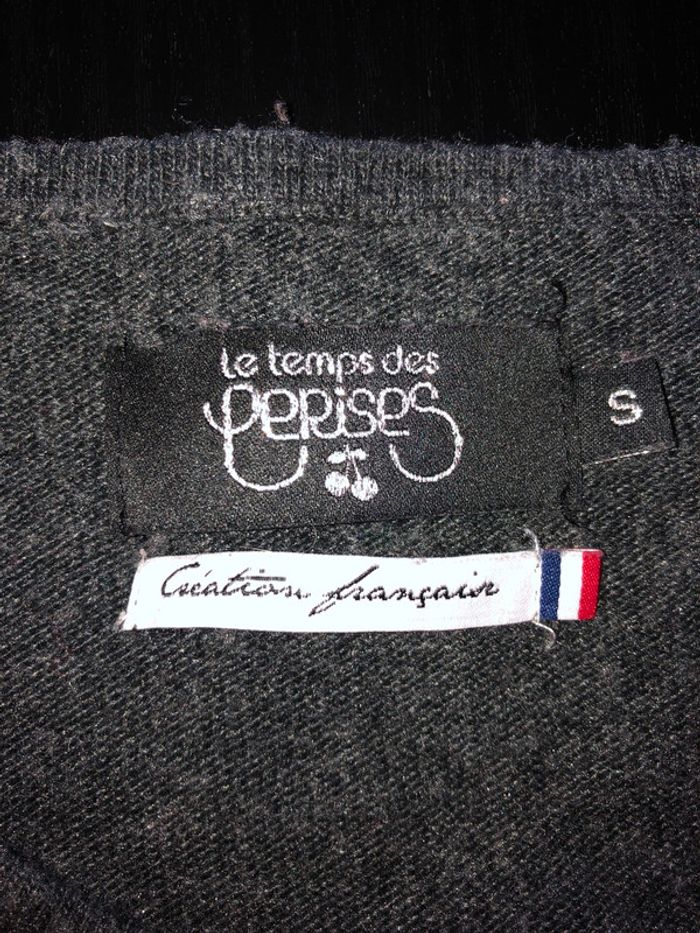 Le temps des
cerises
S
Création française